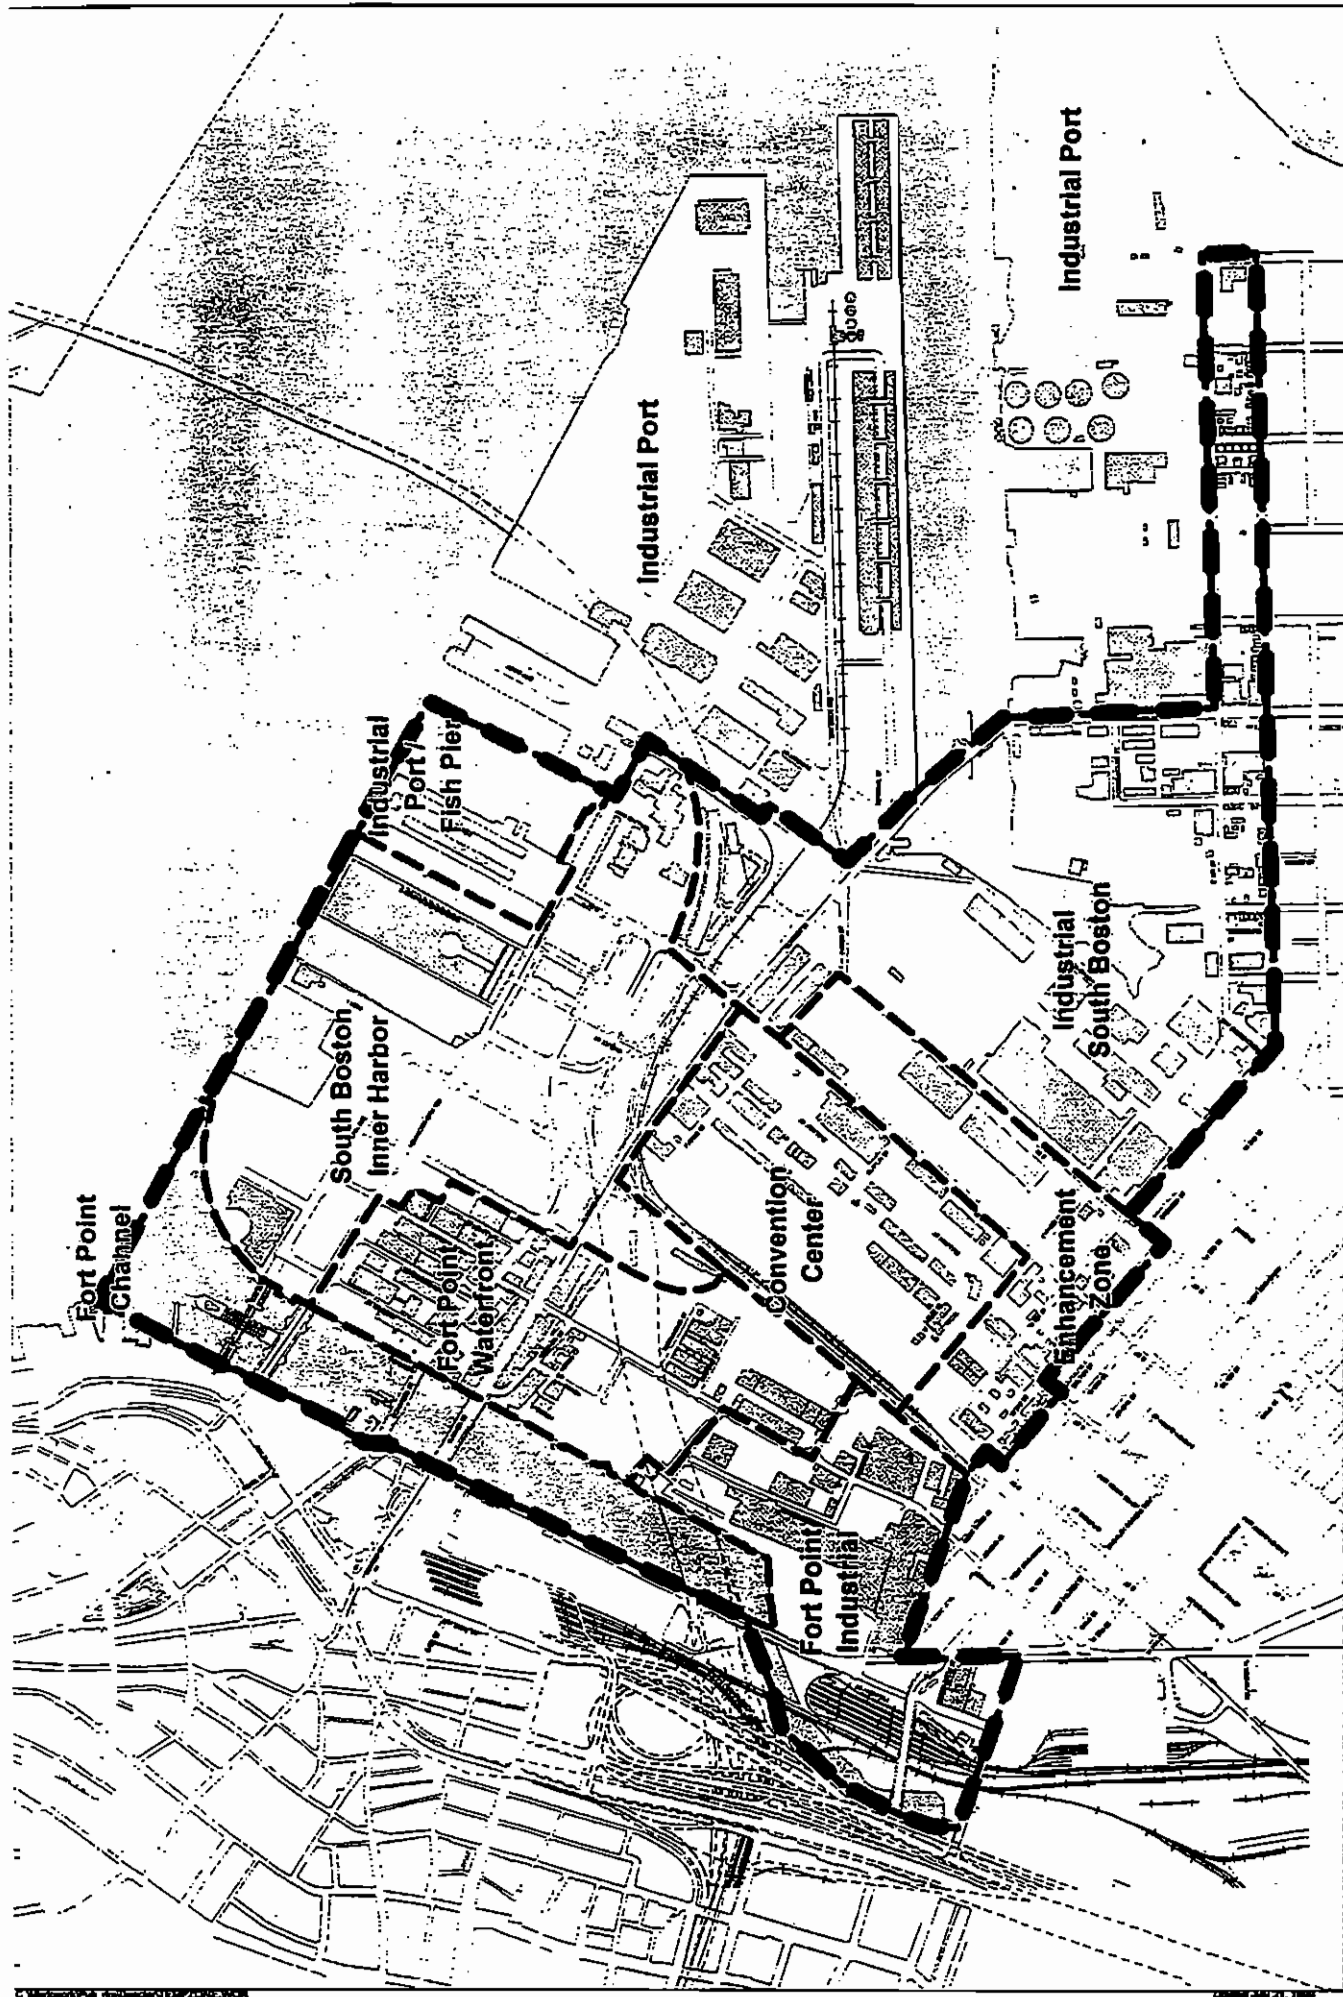 Fort Point
Channel
South Boston
Inner Harbor
Industrial
Port /
Fish Pier
Industrial Port
Industrial Port
Fort Point
Waterfront
Convention
Center
Industrial
South Boston
Enhancement
Zone
Fort Point
Industrial